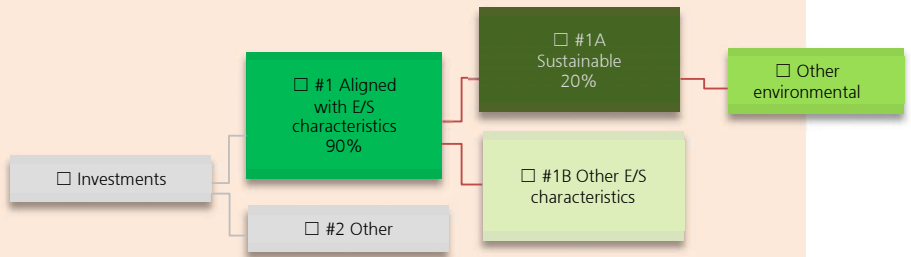 ☐ Investments
☐ #1 Aligned
with E/S
characteristics
90%
☐ #2 Other
☐ #1A
Sustainable
20%
☐ #1B Other E/S
characteristics
☐ Other
environmental